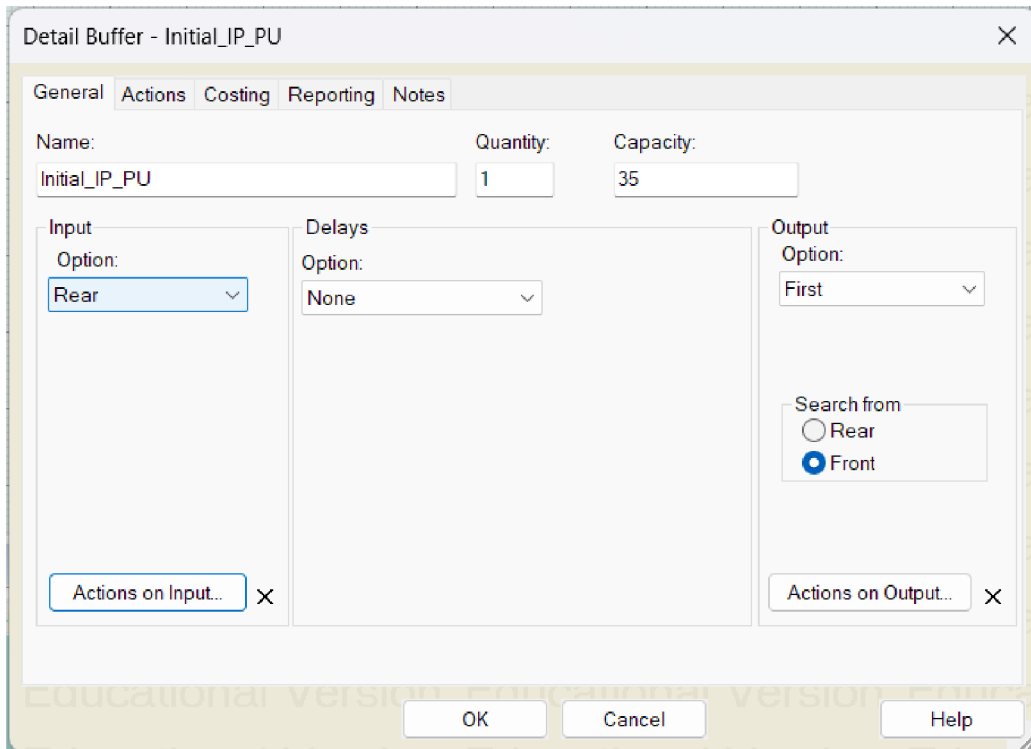 Detail Buffer - Initial_IP_PU
General Actions Costing Reporting Notes
Name: Quantity: Capacity:
Initial_IP_PU 1 35
Input Delays Output
Option: Option: Option:
Rear None First
Search from
Rear
Front
Actions on Input... X Actions on Output... X
Educational Version Educational Version Educa
OK Cancel Help